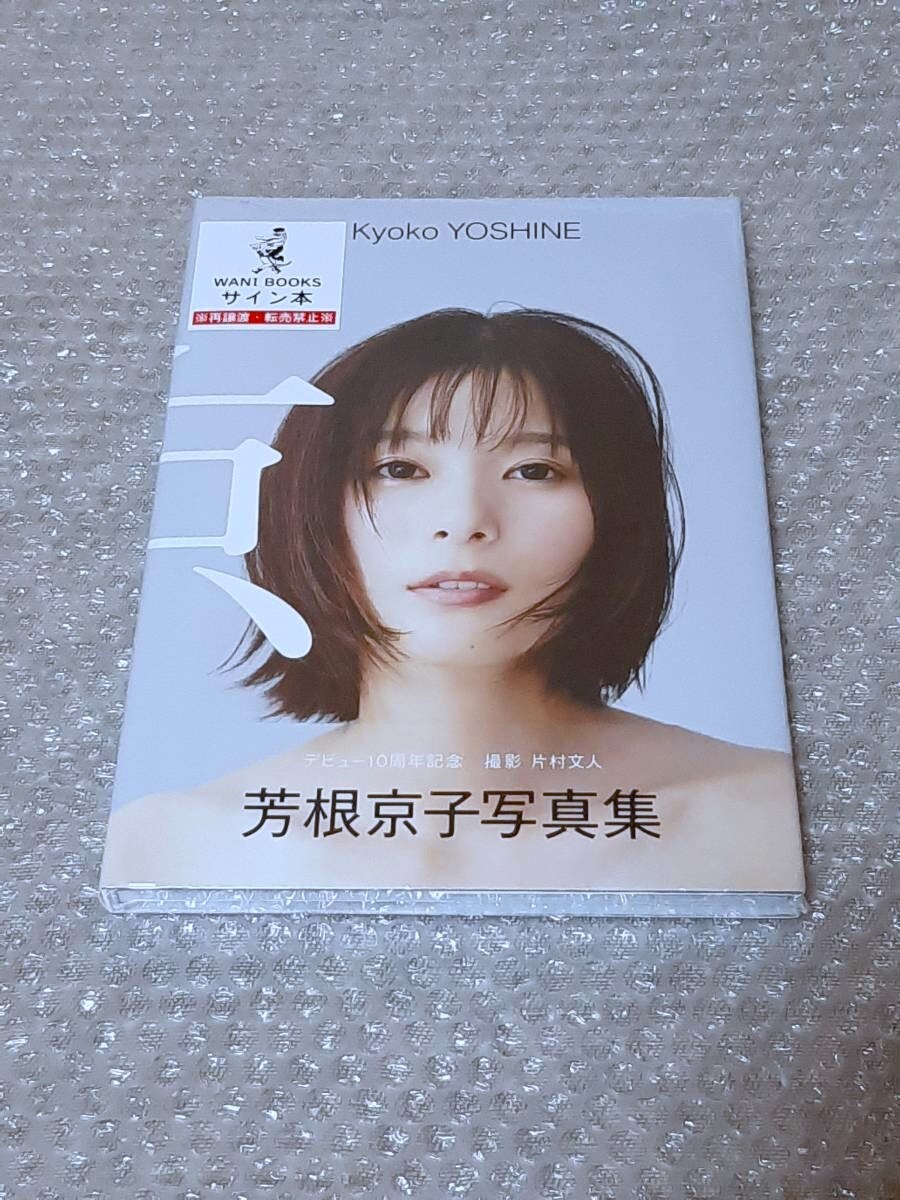 Kyoko YOSHINE
WANI BOOKS
サイン本
※再譲渡・転売禁止※
京
デビュー10周年記念 撮影 片村文人
芳根京子写真集